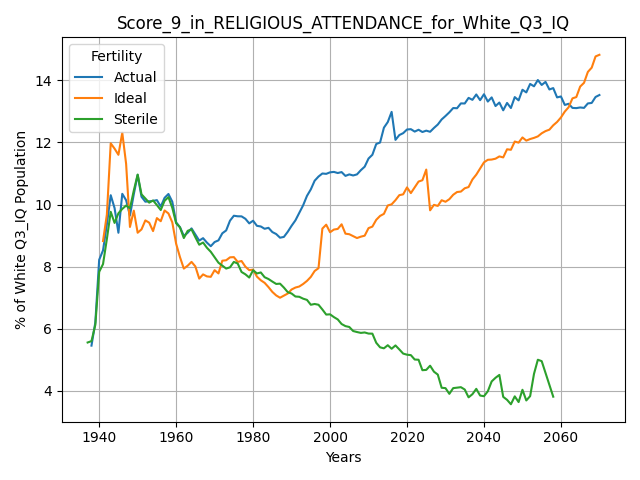 Score_9_in_RELIGIOUS_ATTENDANCE_for_White_Q3_IQ
Fertility
Actual
Ideal
Sterile
% of White Q3_IQ Population
14
12
10
8
6
4
1940 1960 1980 2000 2020 2040 2060
Years